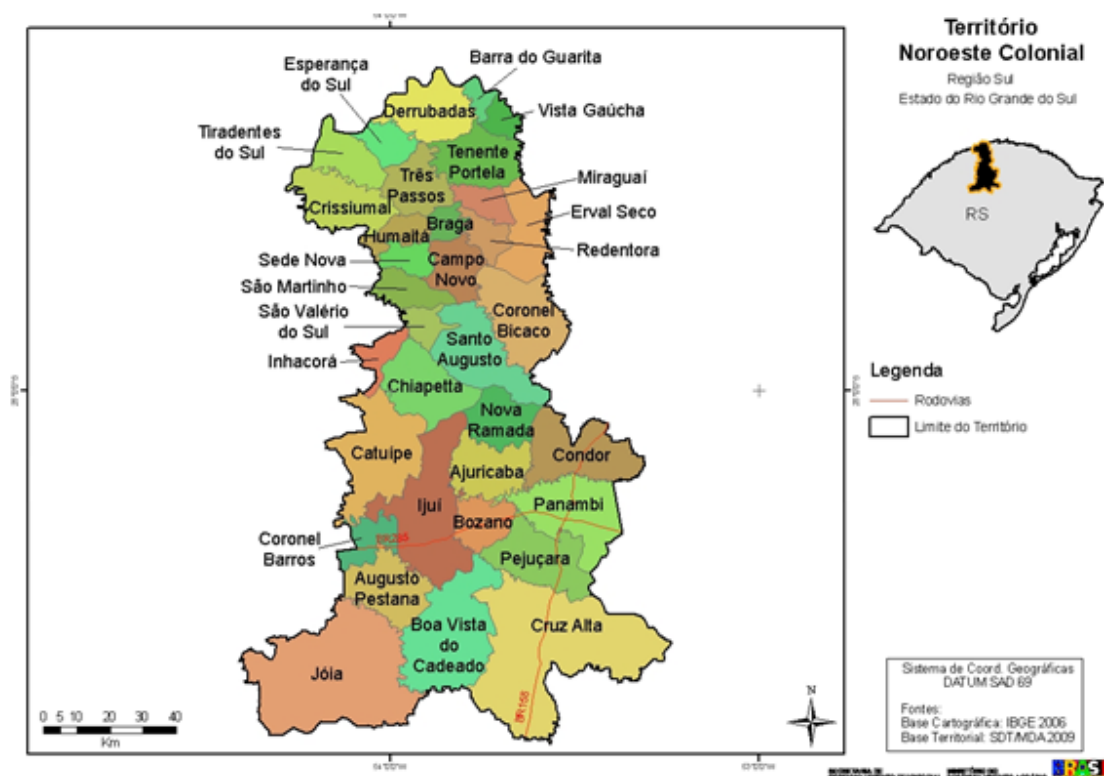 Território
Noroeste Colonial
Região Sul
Estado do Rio Grande do Sul
RS
Legenda
Rodovias
Limite do Território
Barra do Guarita
Esperança
do Sul
Derrubadas
Vista Gaúcha
Tiradentes
do Sul
Tenente
Portela
Três
Passos
Miraguaí
Crissiumal
Braga
Erval Seco
Humaitá
Redentora
Sede Nova
Campo
Novo
São Martinho
São Valério
do Sul
Coronel
Bicaco
Santo
Augusto
Inhacorá
Chiapetta
Nova
Ramada
Catuípe
Condor
Ajuricaba
Ijuí
Panambi
Bozano
Coronel
Barros
BR285
Pejuçara
Augusto
Pestana
Boa Vista
do
Cadeado
Cruz Alta
Jóia
BR158
0 5 10 20 30 40
Km
N
Sistema de Coord. Geográficas
DATUM SAD 69
Fontes:
Base Cartográfica: IBGE 2006
Base Territorial: SDT/MDA 2009